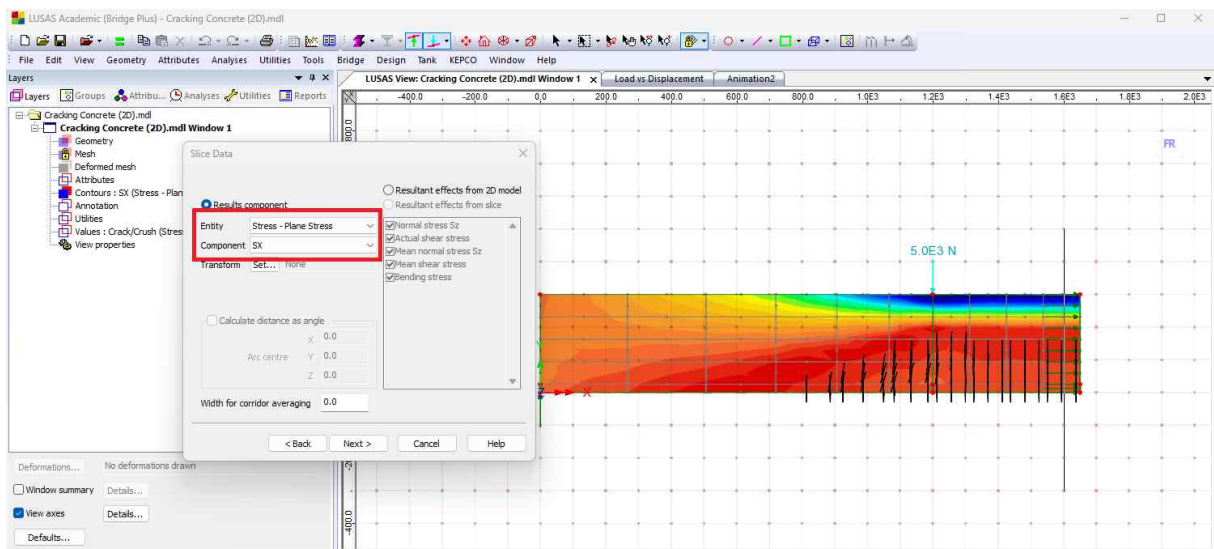 LUSAS Academic (Bridge Plus) - Cracking Concrete (2D).mdl
File Edit View Geometry Attributes Analyses Utilities Tools Bridge Design Tank KEPCO Window Help
Layers
Layers Groups Attribu... Analyses Utilities Reports
Cracking Concrete (2D).mdl
Cracking Concrete (2D).mdl Window 1
Geometry
Mesh
Deformed mesh
Attributes
Contours : SX (Stress - Plan
Annotation
Utilities
Values : Crack/Crush (Stres
View properties
Deformations... No deformations drawn
Window summary Details...
View axes Details...
Defaults...
LUSAS View: Cracking Concrete (2D).mdl Window 1 x Load vs Displacement Animation2
-400.0 -200.0 0.0 200.0 400.0 600.0 800.0 1.0E3 1.2E3 1.4E3 1.6E3 1.8E3 2.0E3
800.0
FR
5.0E3 N
X
-400.0
Slice Data
Results component
Entity Stress - Plane Stress
Component SX
Transform Set... None
Calculate distance as angle
X 0.0
Arc centre Y 0.0
Z 0.0
Width for corridor averaging 0.0
Resultant effects from 2D model
Resultant effects from slice
Normal stress Sz
Actual shear stress
Mean normal stress Sz
Mean shear stress
Bending stress
< Back Next > Cancel Help